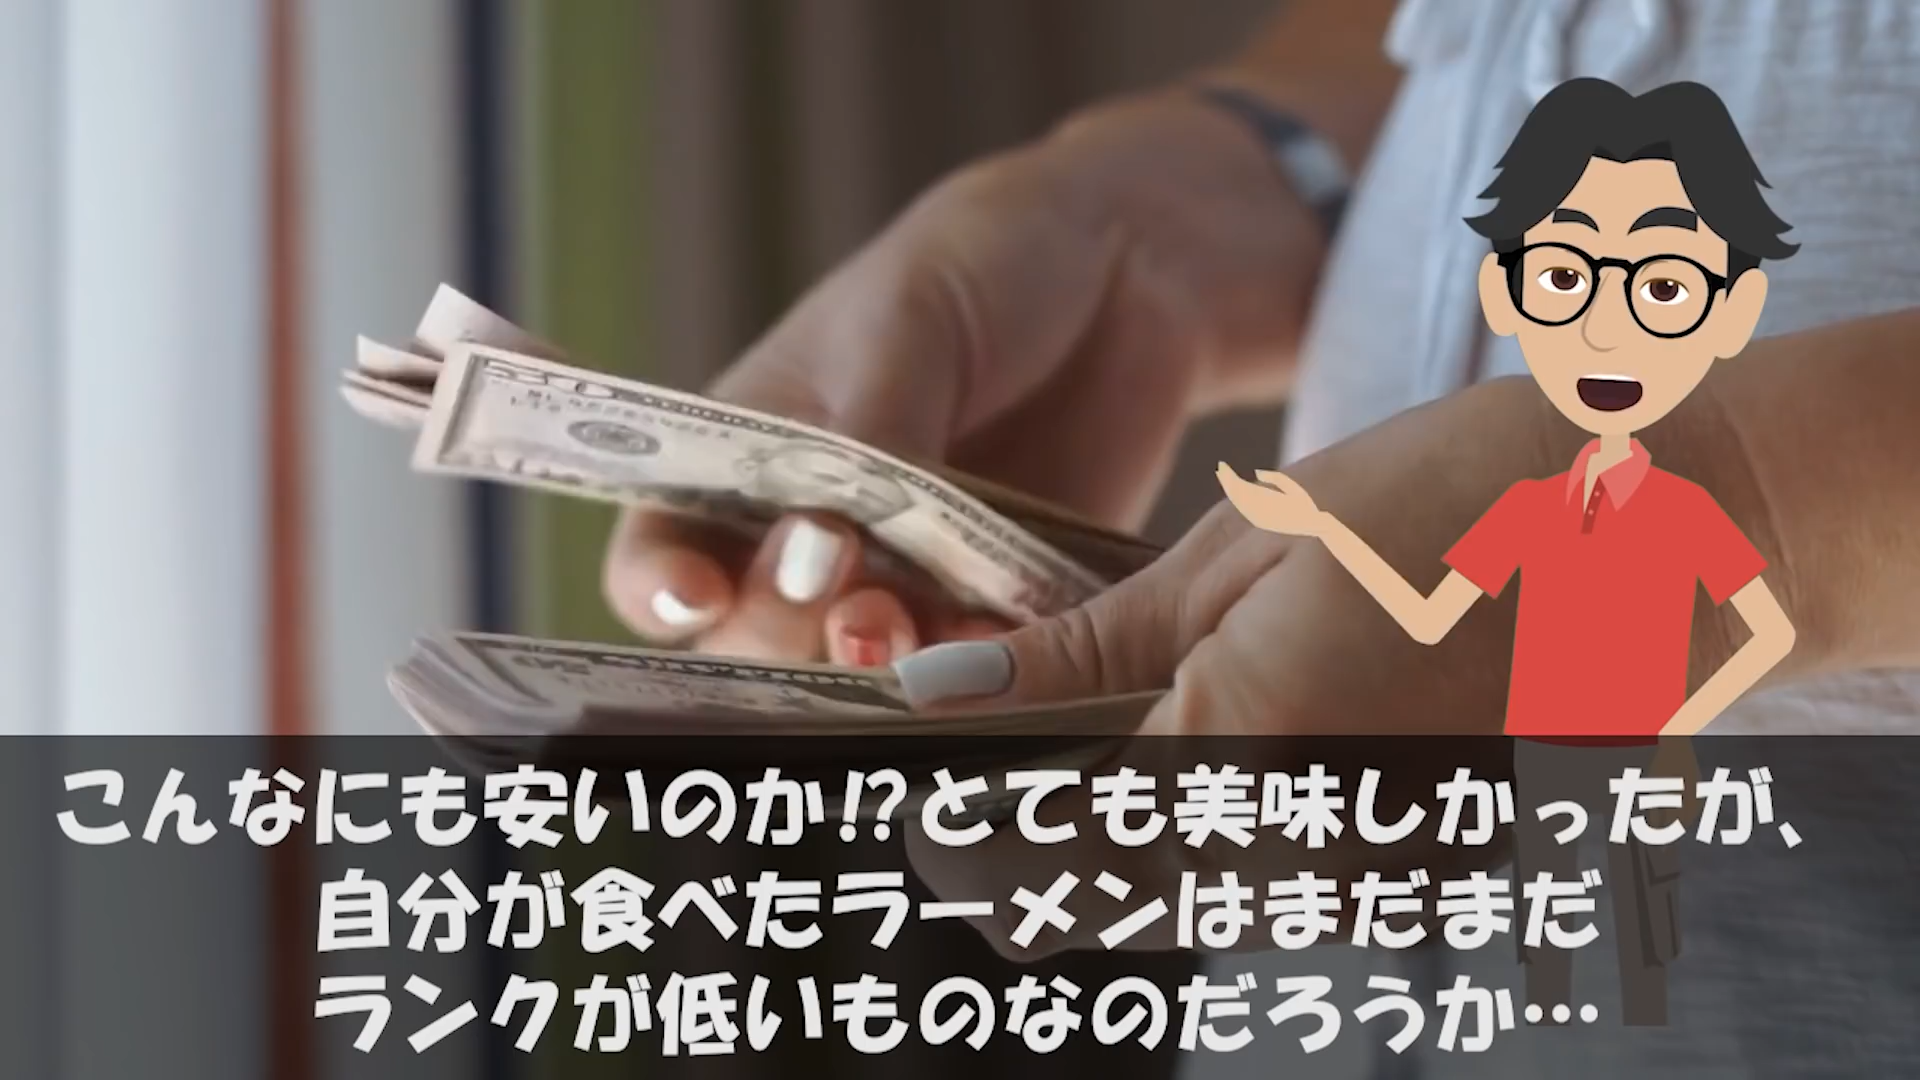 こんなにも安いのか!?とても美味しかったが、
自分が食べたラーメンはまだまだ
ランクが低いものなのだろうか…